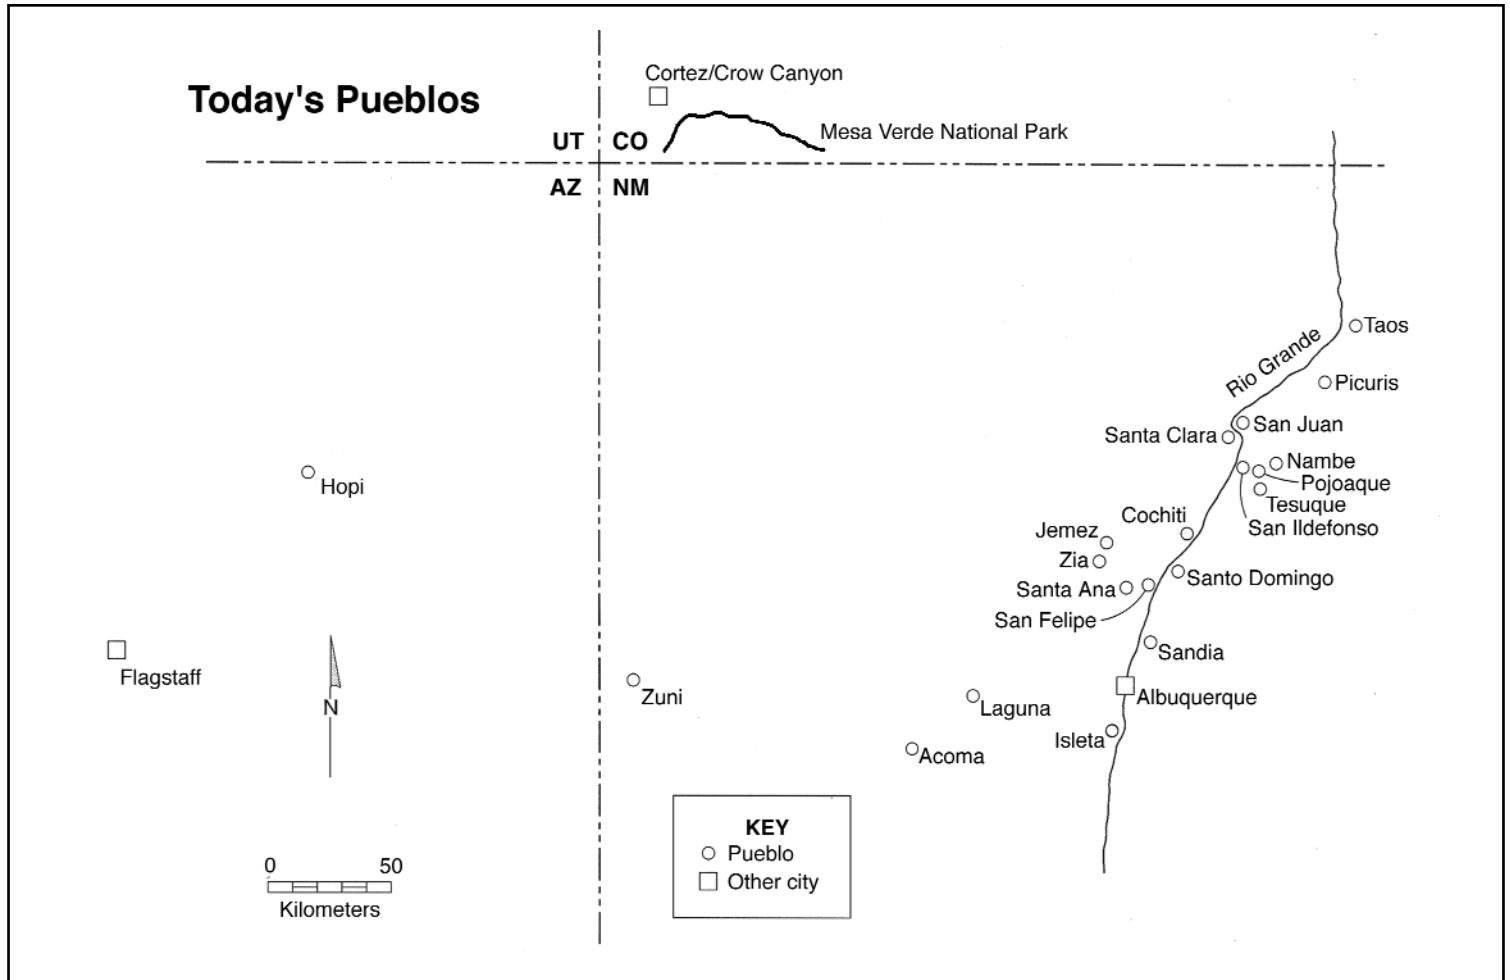 Today's Pueblos
Cortez/Crow Canyon
Mesa Verde National Park
UT
CO
AZ
NM
Rio Grande
Taos
Picuris
San Juan
Santa Clara
Nambe
Pojoaque
Tesuque
San Ildefonso
Hopi
Cochiti
Jemez
Zia
Santa Ana
Santo Domingo
San Felipe
Sandia
Flagstaff
N
Zuni
Laguna
Albuquerque
Isleta
Acoma
KEY
Pueblo
Other city
0 50
Kilometers